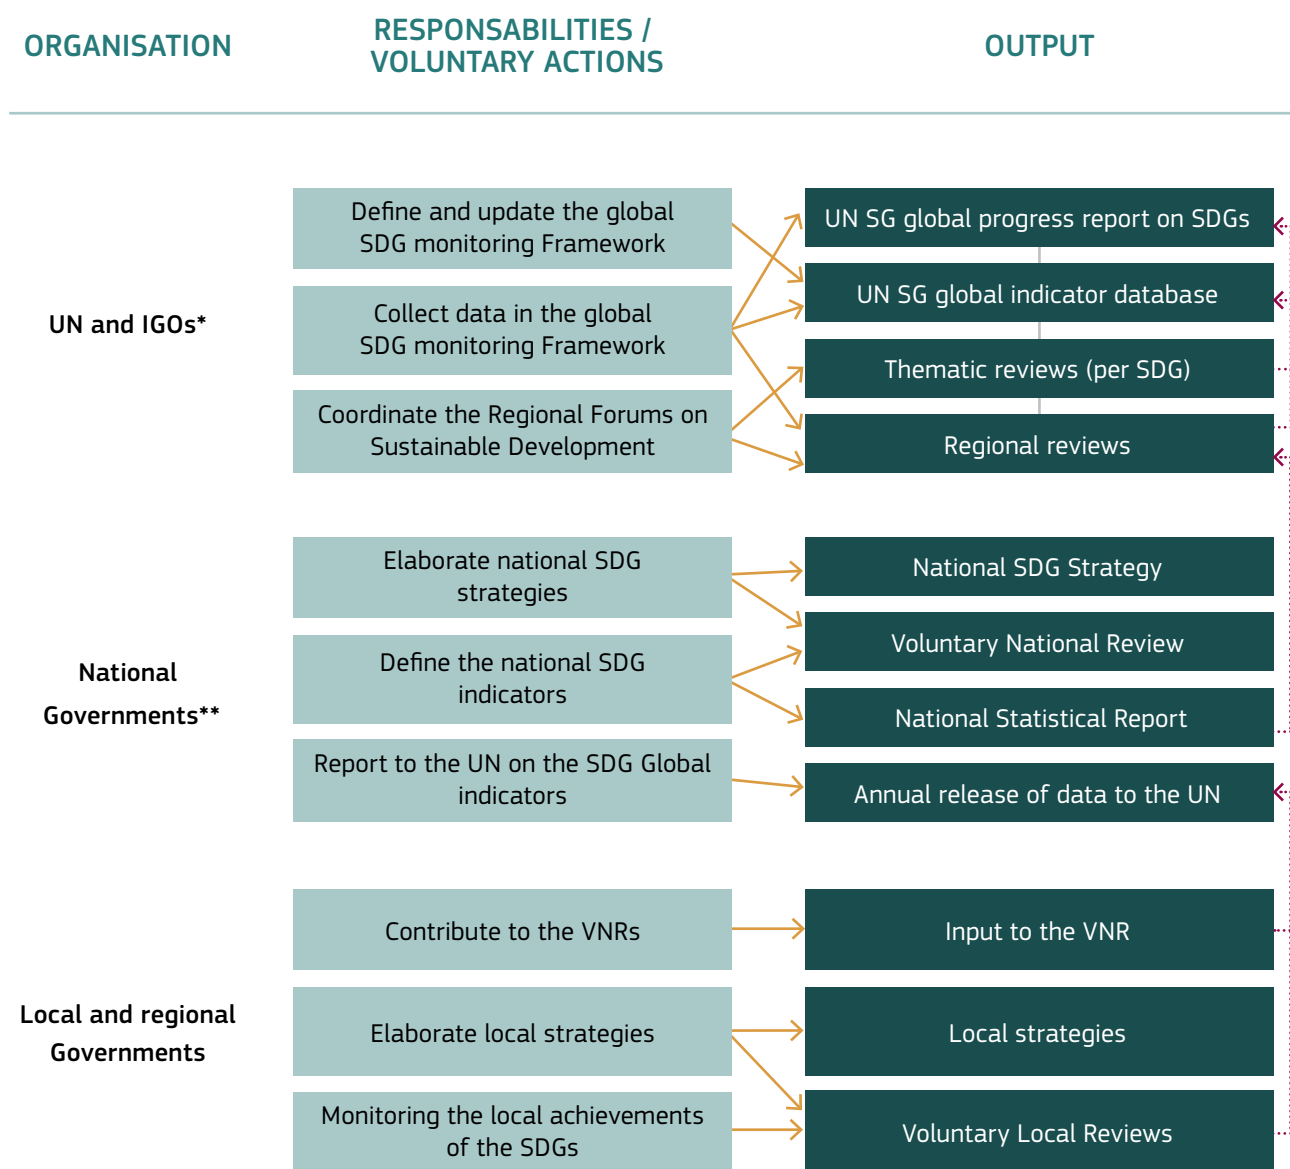 ORGANISATION
RESPONSABILITIES /
VOLUNTARY ACTIONS
OUTPUT
UN and IGOs*
Define and update the global
SDG monitoring Framework
Collect data in the global
SDG monitoring Framework
Coordinate the Regional Forums on
Sustainable Development
UN SG global progress report on SDGs
UN SG global indicator database
Thematic reviews (per SDG)
Regional reviews
National
Governments**
Elaborate national SDG
strategies
Define the national SDG
indicators
Report to the UN on the SDG Global
indicators
National SDG Strategy
Voluntary National Review
National Statistical Report
Annual release of data to the UN
Local and regional
Governments
Contribute to the VNRs
Elaborate local strategies
Monitoring the local achievements
of the SDGs
Input to the VNR
Local strategies
Voluntary Local Reviews